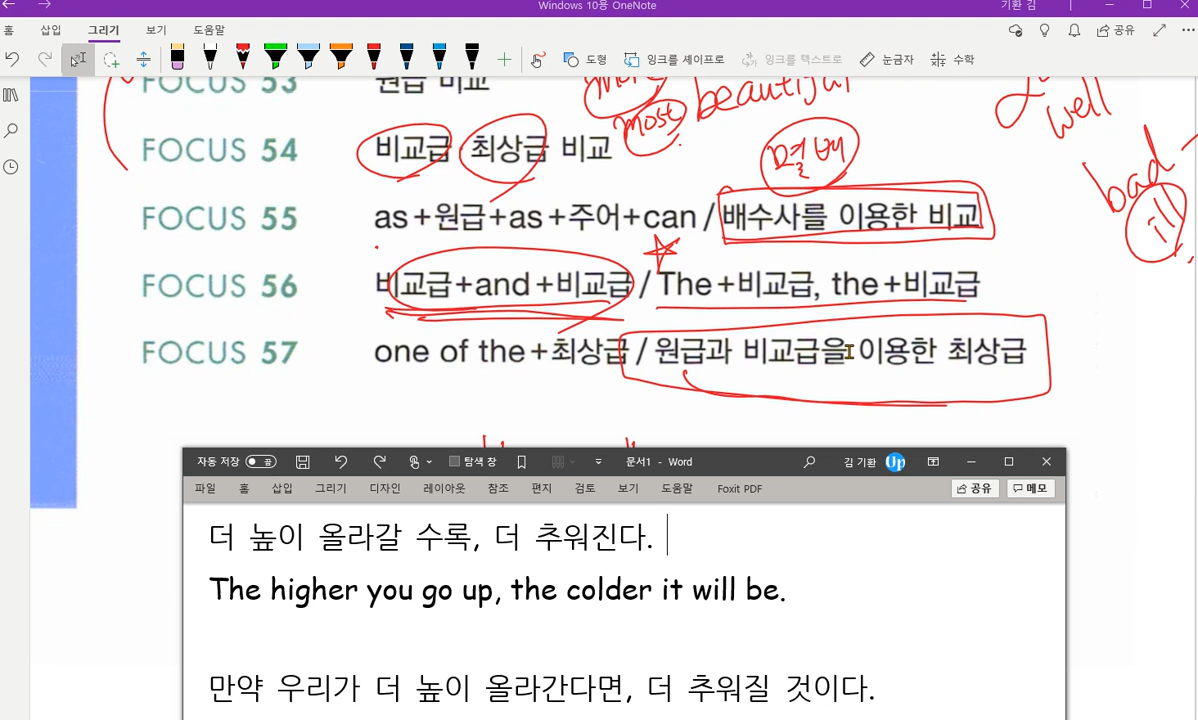 Windows 10용 OneNote
기환 김
홈 삽입 그리기 보기 도움말
공유
도형 잉크를 셰이프로 잉크를 텍스트로 눈금자 수학
FOCUS 53 원급 비교
more
most beautiful
well
FOCUS 54 비교급 최상급 비교
bad
ill
FOCUS 55 as+원급+as+주어+can / 배수사를 이용한 비교
FOCUS 56 비교급+and+비교급 / The+비교급, the+비교급
FOCUS 57 one of the+최상급 / 원급과 비교급을 이용한 최상급
자동 저장 끔 탐색 창 문서1 - Word 김 기환 Up
파일 홈 삽입 그리기 디자인 레이아웃 참조 편지 검토 보기 도움말 Foxit PDF 공유 메모
더 높이 올라갈 수록, 더 추워진다.
The higher you go up, the colder it will be.
만약 우리가 더 높이 올라간다면, 더 추워질 것이다.